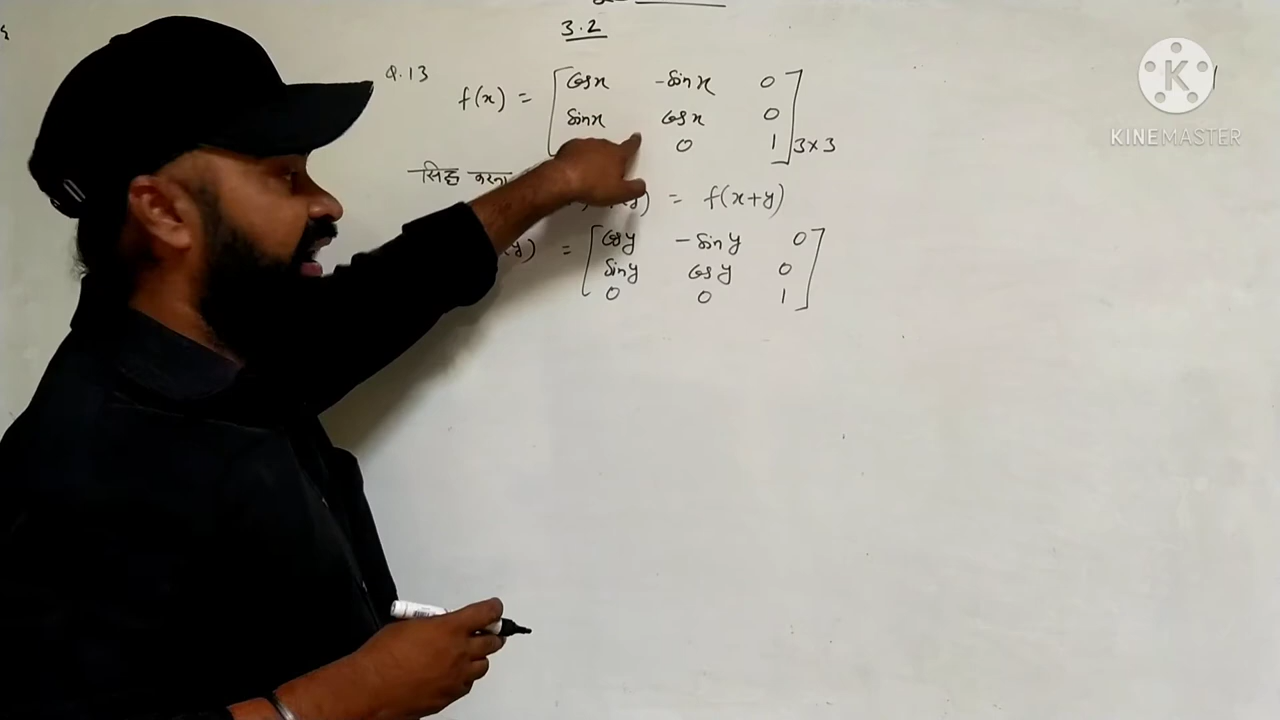 3.2
Q.13 f(x) = [ cos x -sin x 0
sin x cos x 0
0 1 ] 3×3
सिद्ध करना = f(x+y)
(y) = [ cos y -sin y 0
sin y cos y 0
0 0 1 ]
KINEMASTER